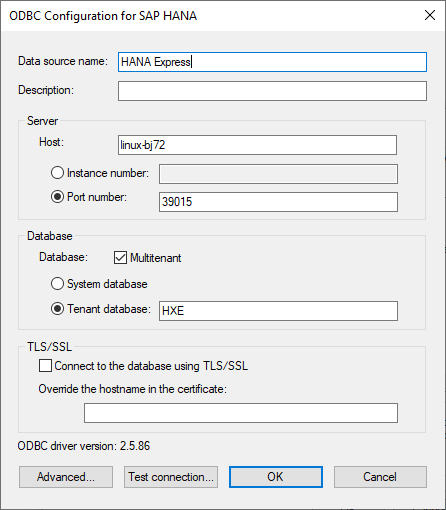 ODBC Configuration for SAP HANA
Data source name: HANA Express
Description:
Server
Host: linux-bj72
Instance number:
Port number: 39015
Database
Database: Multitenant
System database
Tenant database: HXE
TLS/SSL
Connect to the database using TLS/SSL
Override the hostname in the certificate:
ODBC driver version: 2.5.86
Advanced... Test connection... OK Cancel